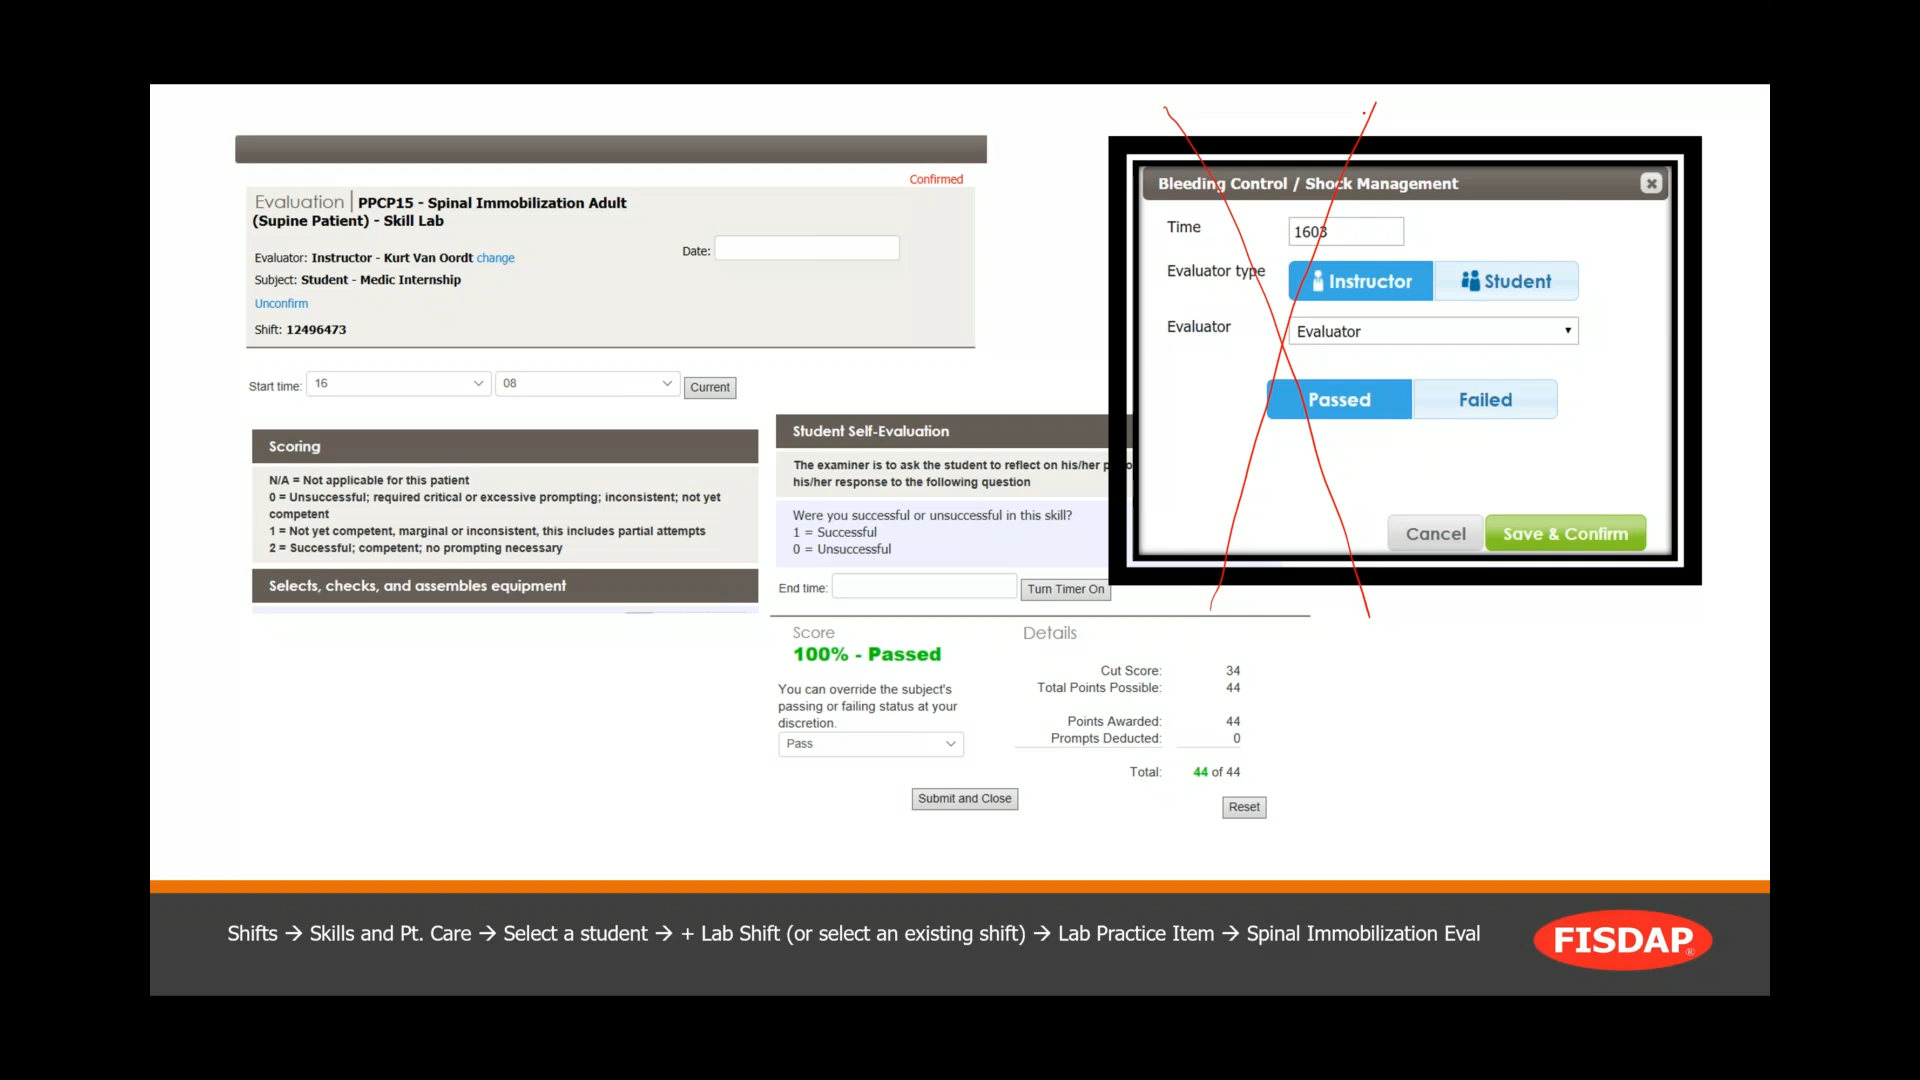 Confirmed
Evaluation | PPCP15 - Spinal Immobilization Adult
(Supine Patient) - Skill Lab
Date:
Evaluator: Instructor - Kurt Van Oordt change
Subject: Student - Medic Internship
Unconfirm
Shift: 12496473
Start time: 16 08 Current
Scoring
N/A = Not applicable for this patient
0 = Unsuccessful; required critical or excessive prompting; inconsistent; not yet
competent
1 = Not yet competent, marginal or inconsistent, this includes partial attempts
2 = Successful; competent; no prompting necessary
Selects, checks, and assembles equipment
Student Self-Evaluation
The examiner is to ask the student to reflect on his/her
his/her response to the following question
Were you successful or unsuccessful in this skill?
1 = Successful
0 = Unsuccessful
End time: Turn Timer On
Score
100% - Passed
You can override the subject's
passing or failing status at your
discretion.
Pass
Submit and Close
Details
Cut Score: 34
Total Points Possible: 44
Points Awarded: 44
Prompts Deducted: 0
Total: 44 of 44
Reset
Bleeding Control / Shock Management
Time 1603
Evaluator type Instructor Student
Evaluator Evaluator
Passed Failed
Cancel Save & Confirm
Shifts → Skills and Pt. Care → Select a student → + Lab Shift (or select an existing shift) → Lab Practice Item → Spinal Immobilization Eval
FISDAP®